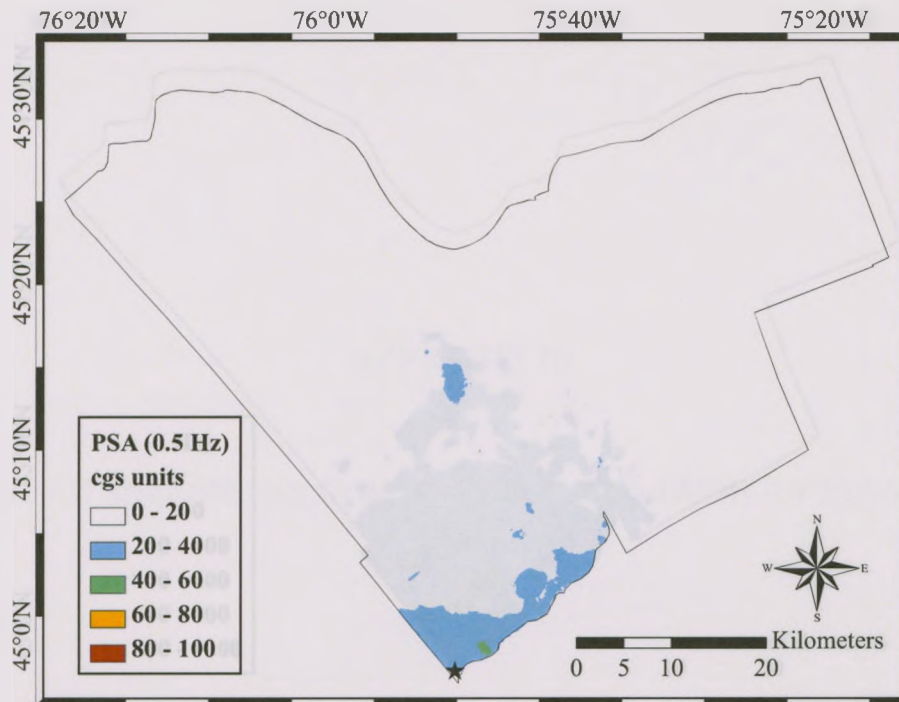 76°20'W 76°0'W 75°40'W 75°20'W
45°30'N
45°20'N
45°10'N
45°0'N
PSA (0.5 Hz)
cgs units
0 - 20
20 - 40
40 - 60
60 - 80
80 - 100
N
W E
S
Kilometers
0 5 10 20